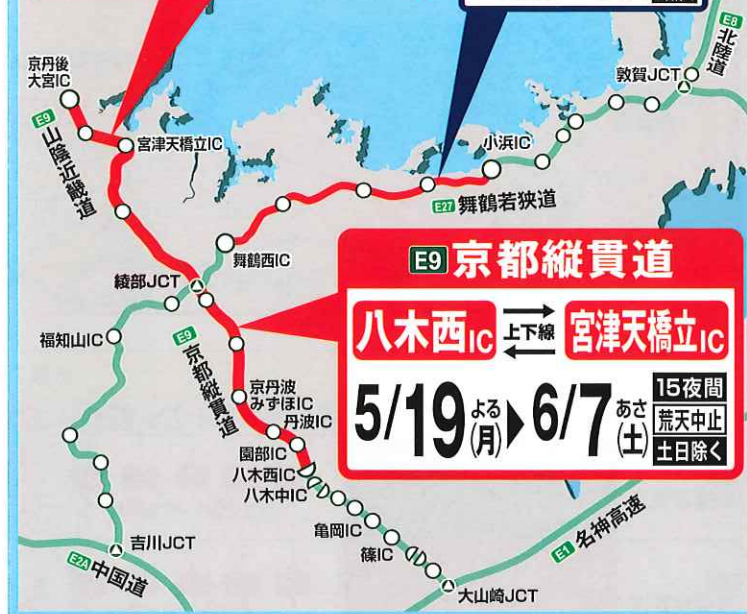 E8
北陸道
敦賀JCT
京丹後
大宮IC
E9
山陰近畿道
宮津天橋立IC
小浜IC
E27 舞鶴若狭道
舞鶴西IC
綾部JCT
福知山IC
E9
京都縦貫道
E9 京都縦貫道
八木西IC 上下線 宮津天橋立IC
5/19 よる(月) 6/7 あさ(土)
15夜間
荒天中止
土日除く
京丹波
みずほIC
丹波IC
園部IC
八木西IC
八木中IC
亀岡IC
篠IC
吉川JCT
E2A 中国道
E1 名神高速
大山崎JCT